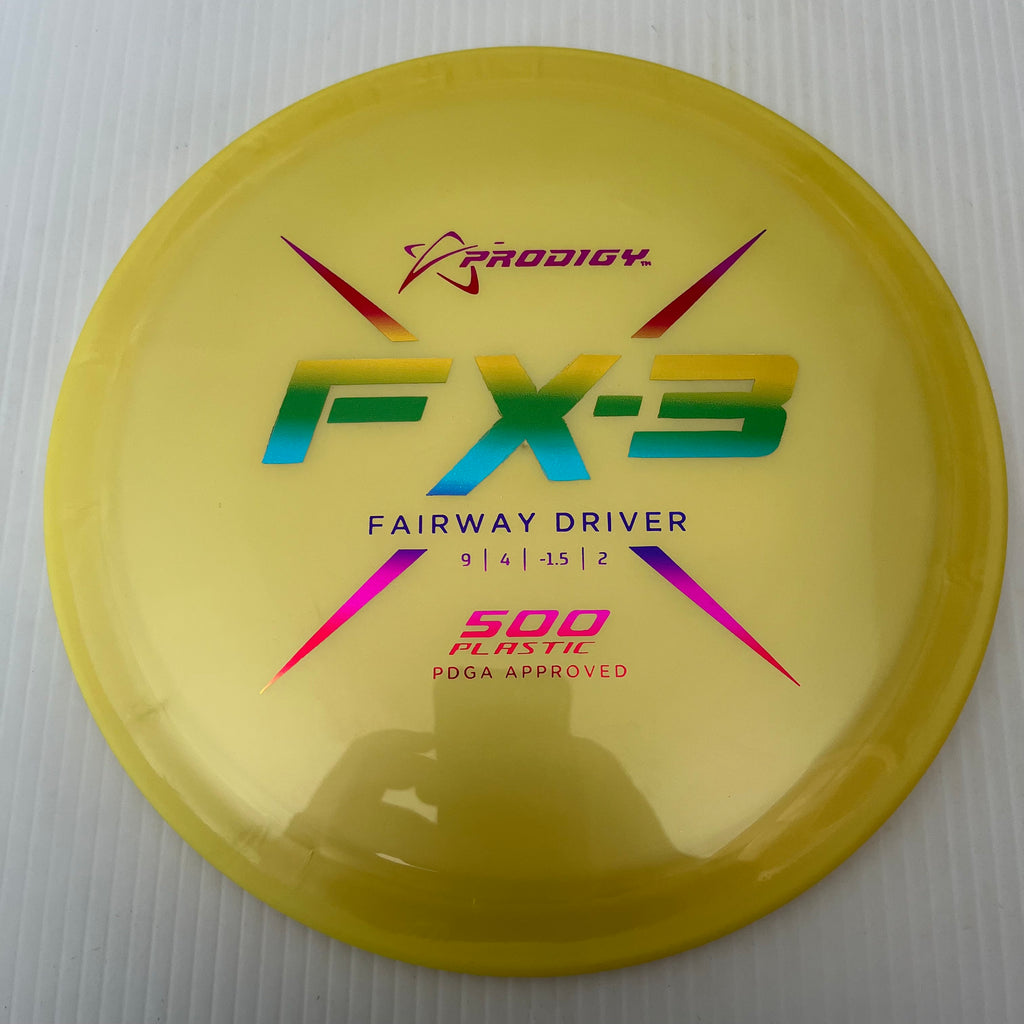 PRODIGY™
FX-3
FAIRWAY DRIVER
9 | 4 | -1.5 | 2
500
PLASTIC
PDGA APPROVED